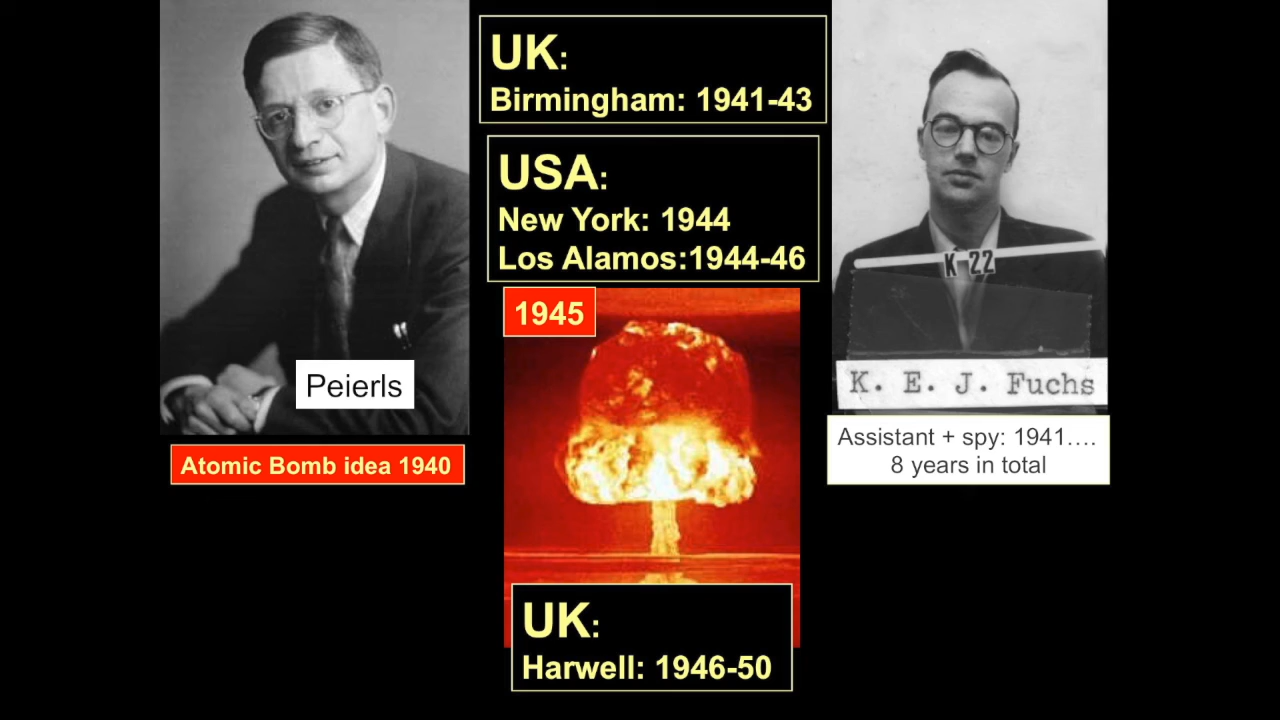 UK:
Birmingham: 1941-43
USA:
New York: 1944
Los Alamos:1944-46
1945
K 22
Peierls
K. E. J. Fuchs
Atomic Bomb idea 1940
Assistant + spy: 1941….
8 years in total
UK:
Harwell: 1946-50